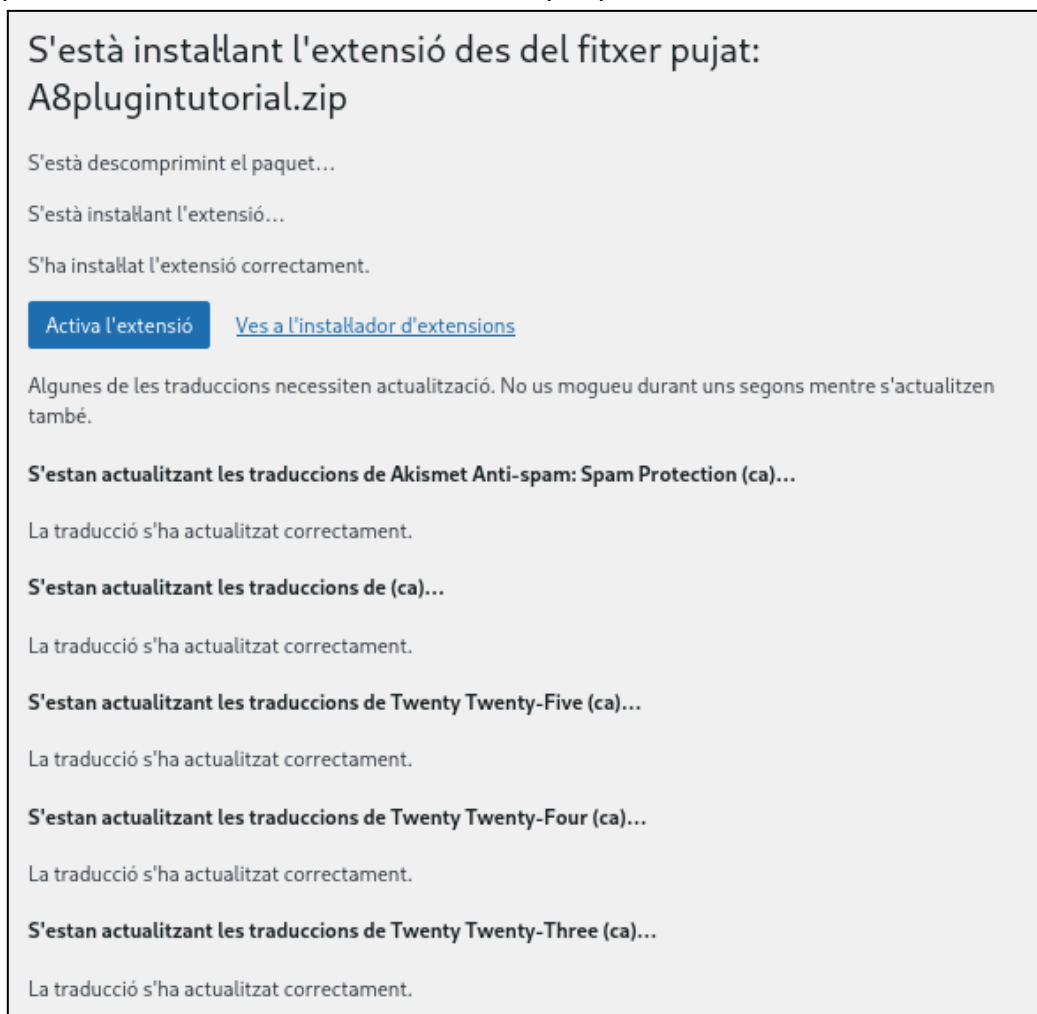 S'està instal·lant l'extensió des del fitxer pujat:
A8plugintutorial.zip
S'està descomprimint el paquet…
S'està instal·lant l'extensió…
S'ha instal·lat l'extensió correctament.
Activa l'extensió Ves a l'instal·lador d'extensions
Algunes de les traduccions necessiten actualització. No us mogueu durant uns segons mentre s'actualitzen
també.
S'estan actualitzant les traduccions de Akismet Anti-spam: Spam Protection (ca)…
La traducció s'ha actualitzat correctament.
S'estan actualitzant les traduccions de (ca)…
La traducció s'ha actualitzat correctament.
S'estan actualitzant les traduccions de Twenty Twenty-Five (ca)…
La traducció s'ha actualitzat correctament.
S'estan actualitzant les traduccions de Twenty Twenty-Four (ca)…
La traducció s'ha actualitzat correctament.
S'estan actualitzant les traduccions de Twenty Twenty-Three (ca)…
La traducció s'ha actualitzat correctament.